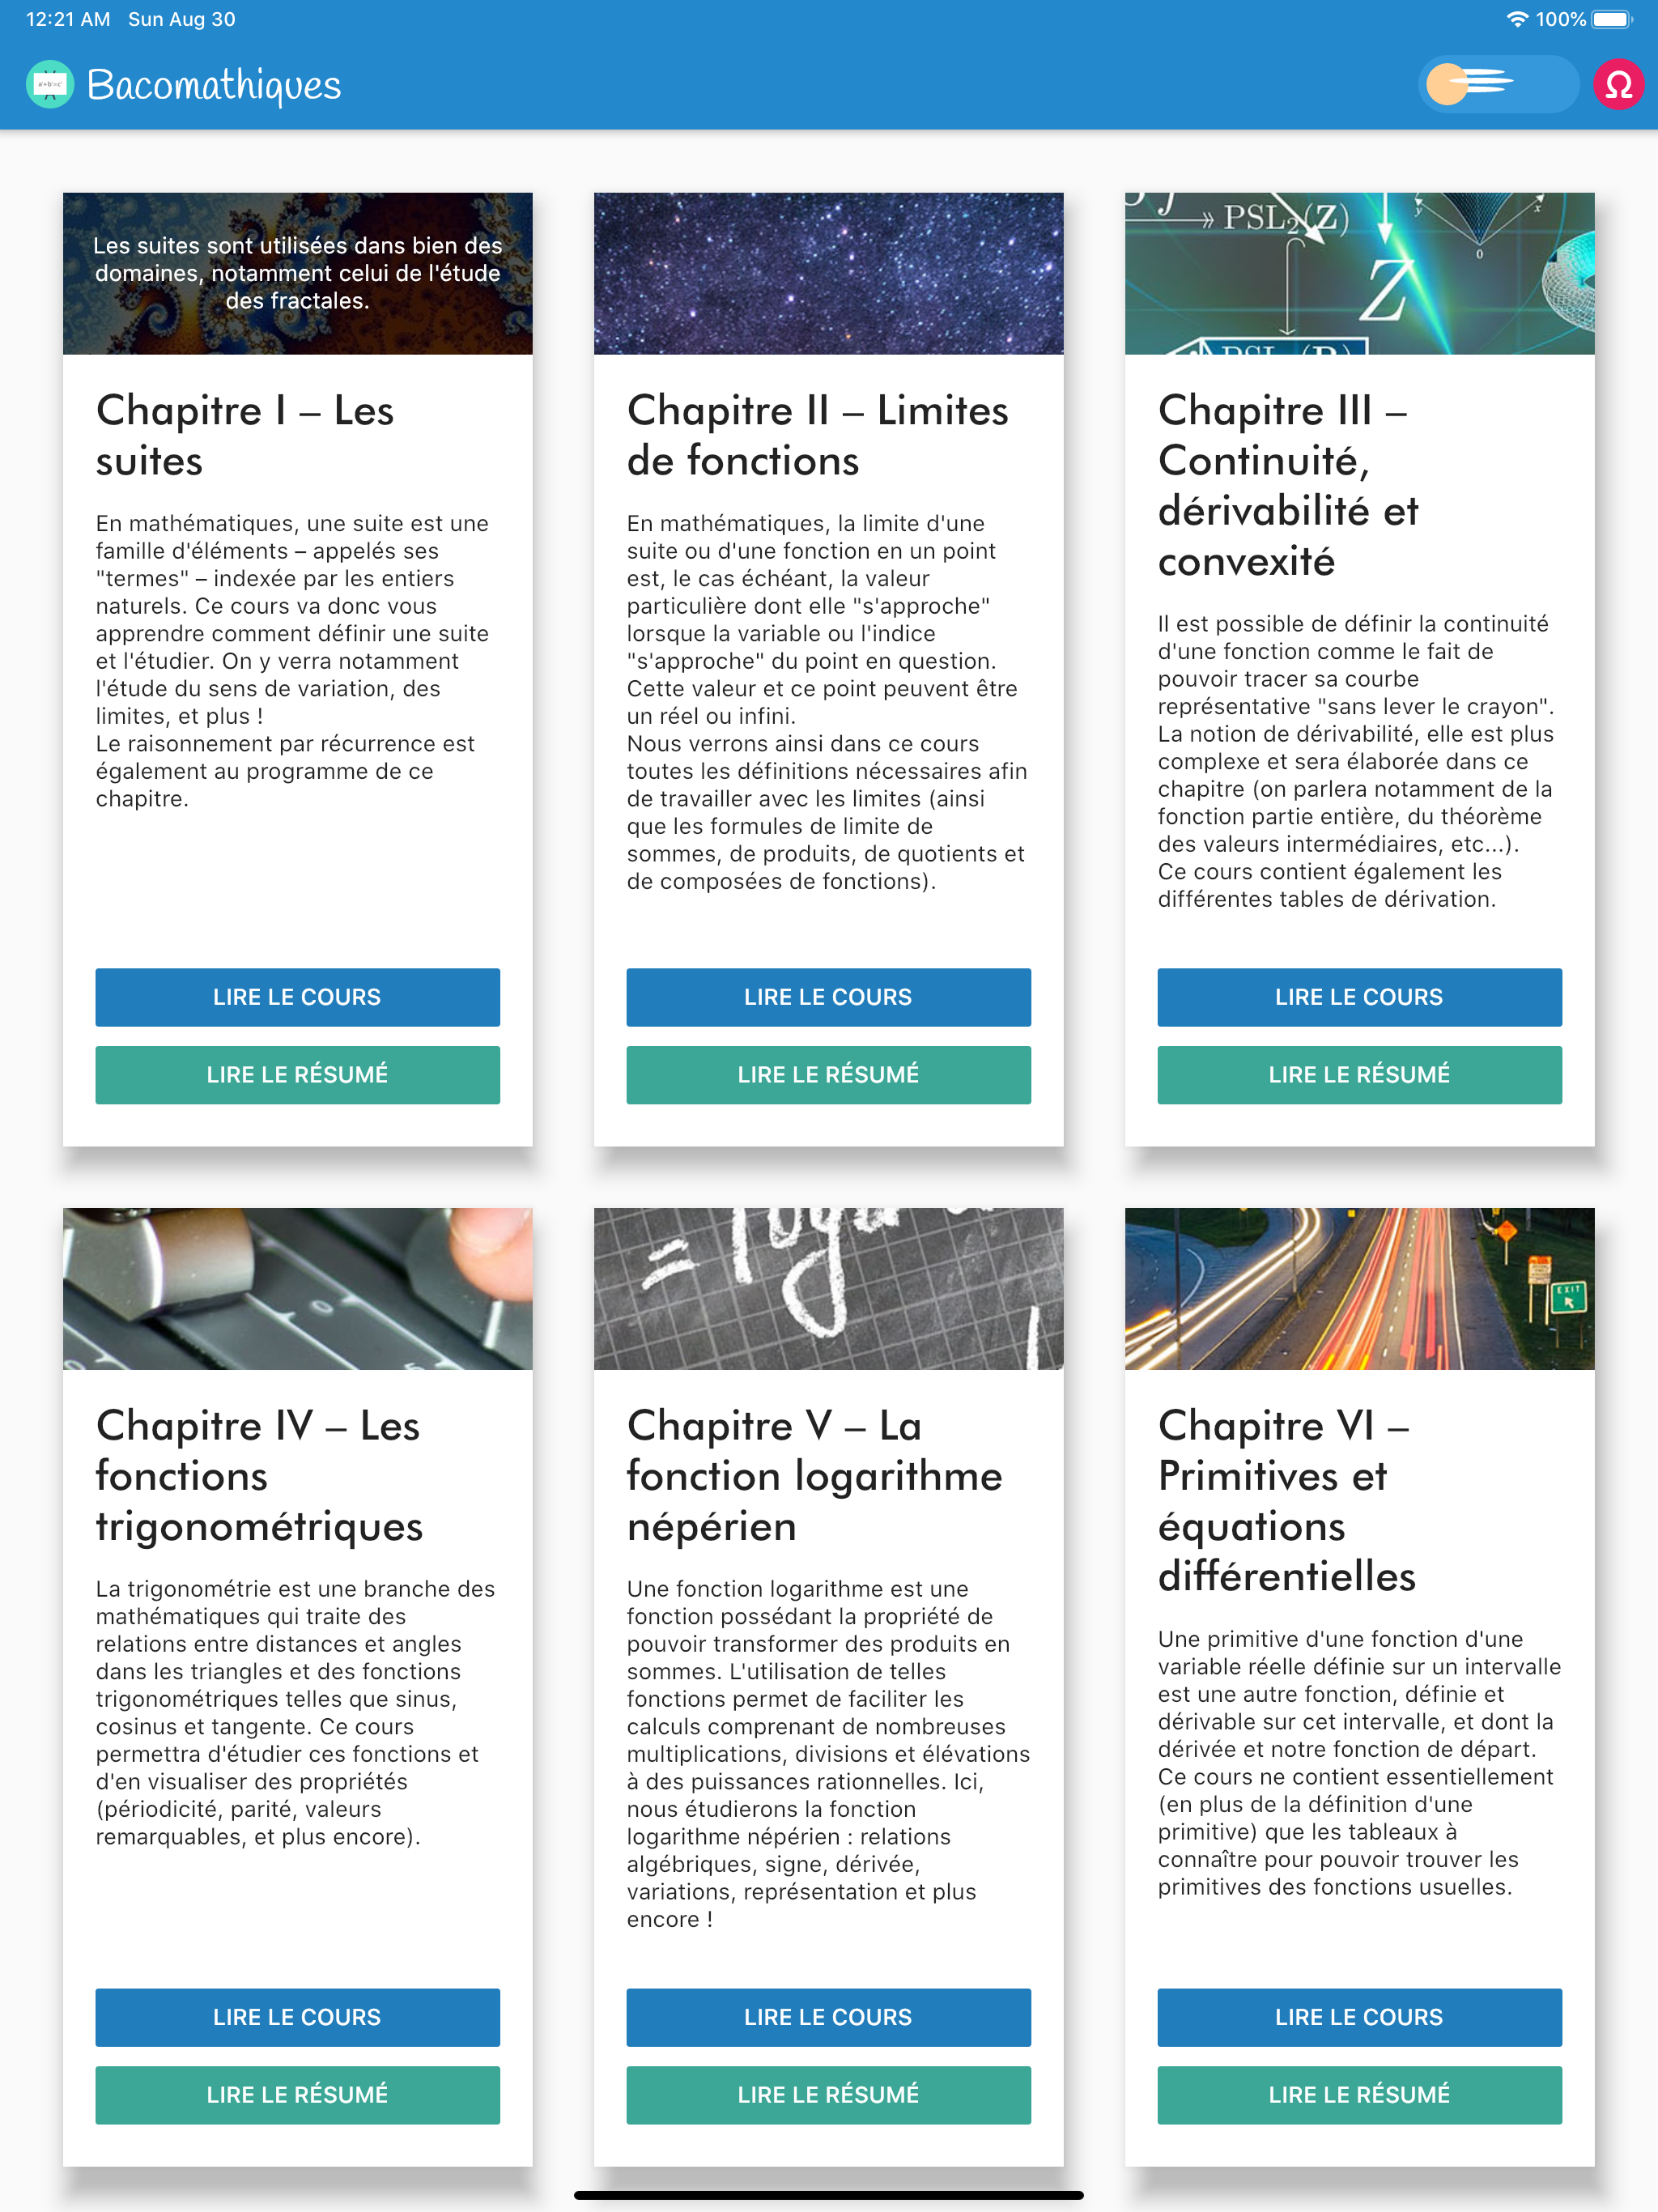 12:21 AM Sun Aug 30
100%
Bacomathiques
Ω
Les suites sont utilisées dans bien des
domaines, notamment celui de l'étude
des fractales.
Chapitre I – Les
suites
En mathématiques, une suite est une
famille d'éléments – appelés ses
"termes" – indexée par les entiers
naturels. Ce cours va donc vous
apprendre comment définir une suite
et l'étudier. On y verra notamment
l'étude du sens de variation, des
limites, et plus !
Le raisonnement par récurrence est
également au programme de ce
chapitre.
LIRE LE COURS
LIRE LE RÉSUMÉ
Chapitre II – Limites
de fonctions
En mathématiques, la limite d'une
suite ou d'une fonction en un point
est, le cas échéant, la valeur
particulière dont elle "s'approche"
lorsque la variable ou l'indice
"s'approche" du point en question.
Cette valeur et ce point peuvent être
un réel ou infini.
Nous verrons ainsi dans ce cours
toutes les définitions nécessaires afin
de travailler avec les limites (ainsi
que les formules de limite de
sommes, de produits, de quotients et
de composées de fonctions).
LIRE LE COURS
LIRE LE RÉSUMÉ
PSL₂(Z)
Z
y
x
0
Chapitre III –
Continuité,
dérivabilité et
convexité
Il est possible de définir la continuité
d'une fonction comme le fait de
pouvoir tracer sa courbe
représentative "sans lever le crayon".
La notion de dérivabilité, elle est plus
complexe et sera élaborée dans ce
chapitre (on parlera notamment de la
fonction partie entière, du théorème
des valeurs intermédiaires, etc...).
Ce cours contient également les
différentes tables de dérivation.
LIRE LE COURS
LIRE LE RÉSUMÉ
Chapitre IV – Les
fonctions
trigonométriques
La trigonométrie est une branche des
mathématiques qui traite des
relations entre distances et angles
dans les triangles et des fonctions
trigonométriques telles que sinus,
cosinus et tangente. Ce cours
permettra d'étudier ces fonctions et
d'en visualiser des propriétés
(périodicité, parité, valeurs
remarquables, et plus encore).
LIRE LE COURS
LIRE LE RÉSUMÉ
Chapitre V – La
fonction logarithme
népérien
Une fonction logarithme est une
fonction possédant la propriété de
pouvoir transformer des produits en
sommes. L'utilisation de telles
fonctions permet de faciliter les
calculs comprenant de nombreuses
multiplications, divisions et élévations
à des puissances rationnelles. Ici,
nous étudierons la fonction
logarithme népérien : relations
algébriques, signe, dérivée,
variations, représentation et plus
encore !
LIRE LE COURS
LIRE LE RÉSUMÉ
EXIT
Chapitre VI –
Primitives et
équations
différentielles
Une primitive d'une fonction d'une
variable réelle définie sur un intervalle
est une autre fonction, définie et
dérivable sur cet intervalle, et dont la
dérivée et notre fonction de départ.
Ce cours ne contient essentiellement
(en plus de la définition d'une
primitive) que les tableaux à
connaître pour pouvoir trouver les
primitives des fonctions usuelles.
LIRE LE COURS
LIRE LE RÉSUMÉ